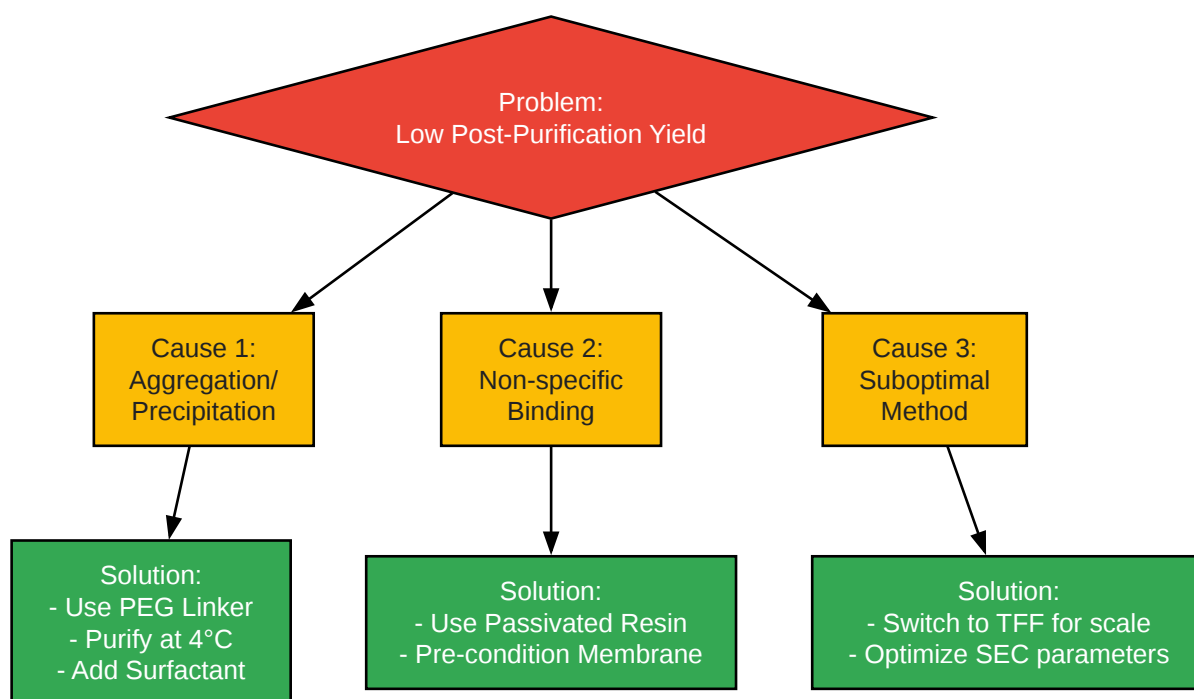 Problem:
Low Post-Purification Yield
Cause 1:
Aggregation/
Precipitation
Cause 2:
Non-specific
Binding
Cause 3:
Suboptimal
Method
Solution:
- Use PEG Linker
- Purify at 4°C
- Add Surfactant
Solution:
- Use Passivated Resin
- Pre-condition Membrane
Solution:
- Switch to TFF for scale
- Optimize SEC parameters